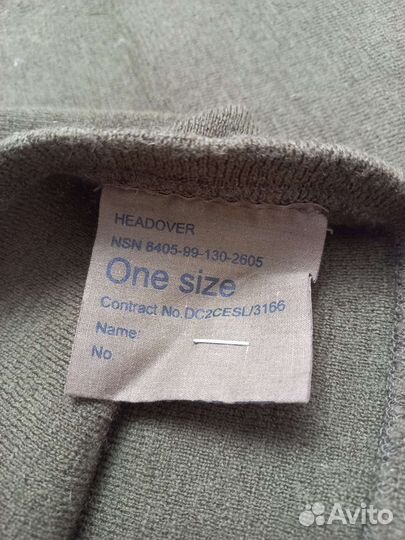 HEADOVER
NSN 8405-99-130-2605
One size
Contract No.DC2CESL/3166
Name:
No.
Avito